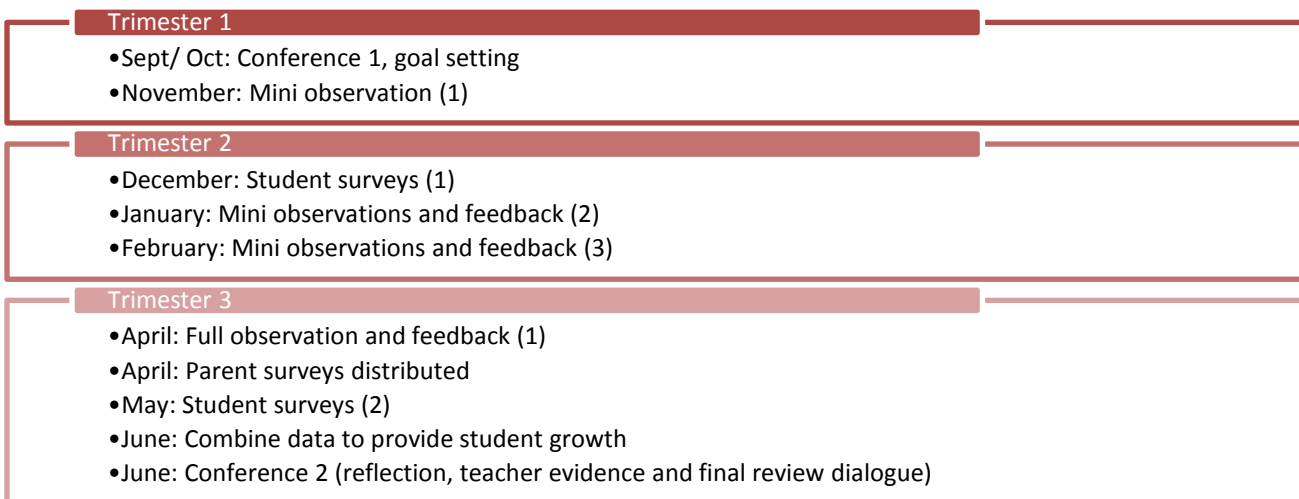 Trimester 1
•Sept/ Oct: Conference 1, goal setting
•November: Mini observation (1)
Trimester 2
•December: Student surveys (1)
•January: Mini observations and feedback (2)
•February: Mini observations and feedback (3)
Trimester 3
•April: Full observation and feedback (1)
•April: Parent surveys distributed
•May: Student surveys (2)
•June: Combine data to provide student growth
•June: Conference 2 (reflection, teacher evidence and final review dialogue)